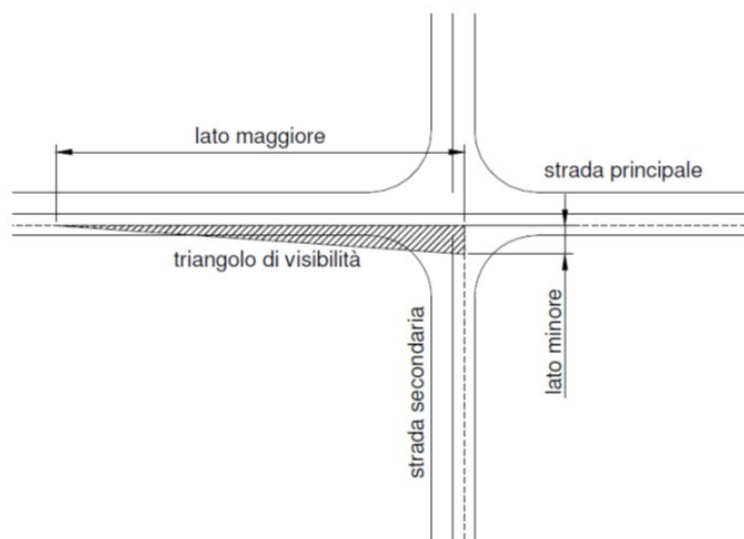 lato maggiore
strada principale
triangolo di visibilità
strada secondaria
lato minore